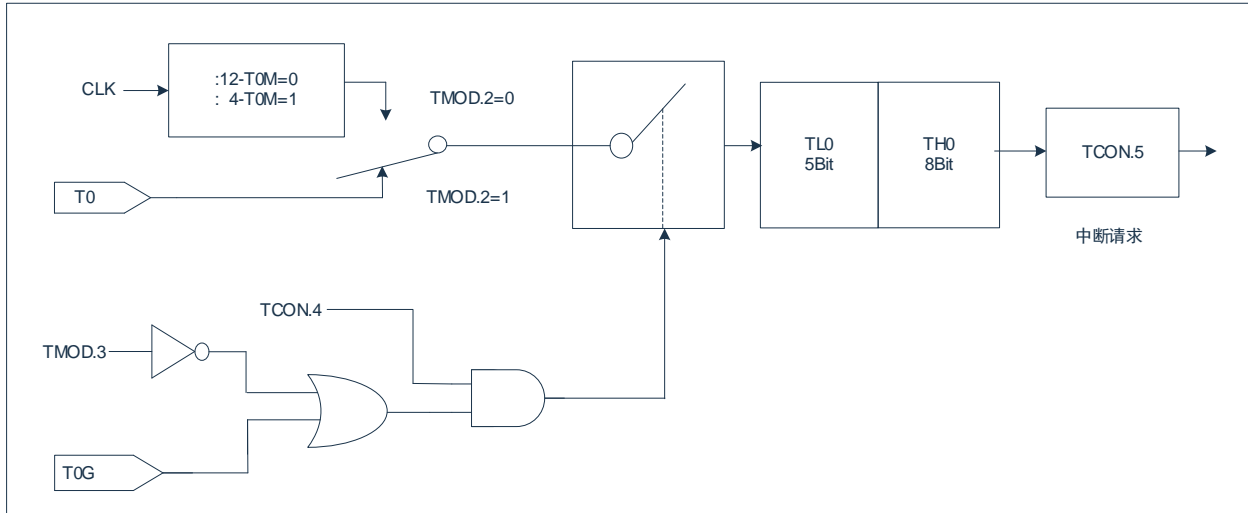 CLK
:12-T0M=0
: 4-T0M=1
TMOD.2=0
T0
TMOD.2=1
TL0
5Bit
TH0
8Bit
TCON.5
中断请求
TCON.4
TMOD.3
T0G